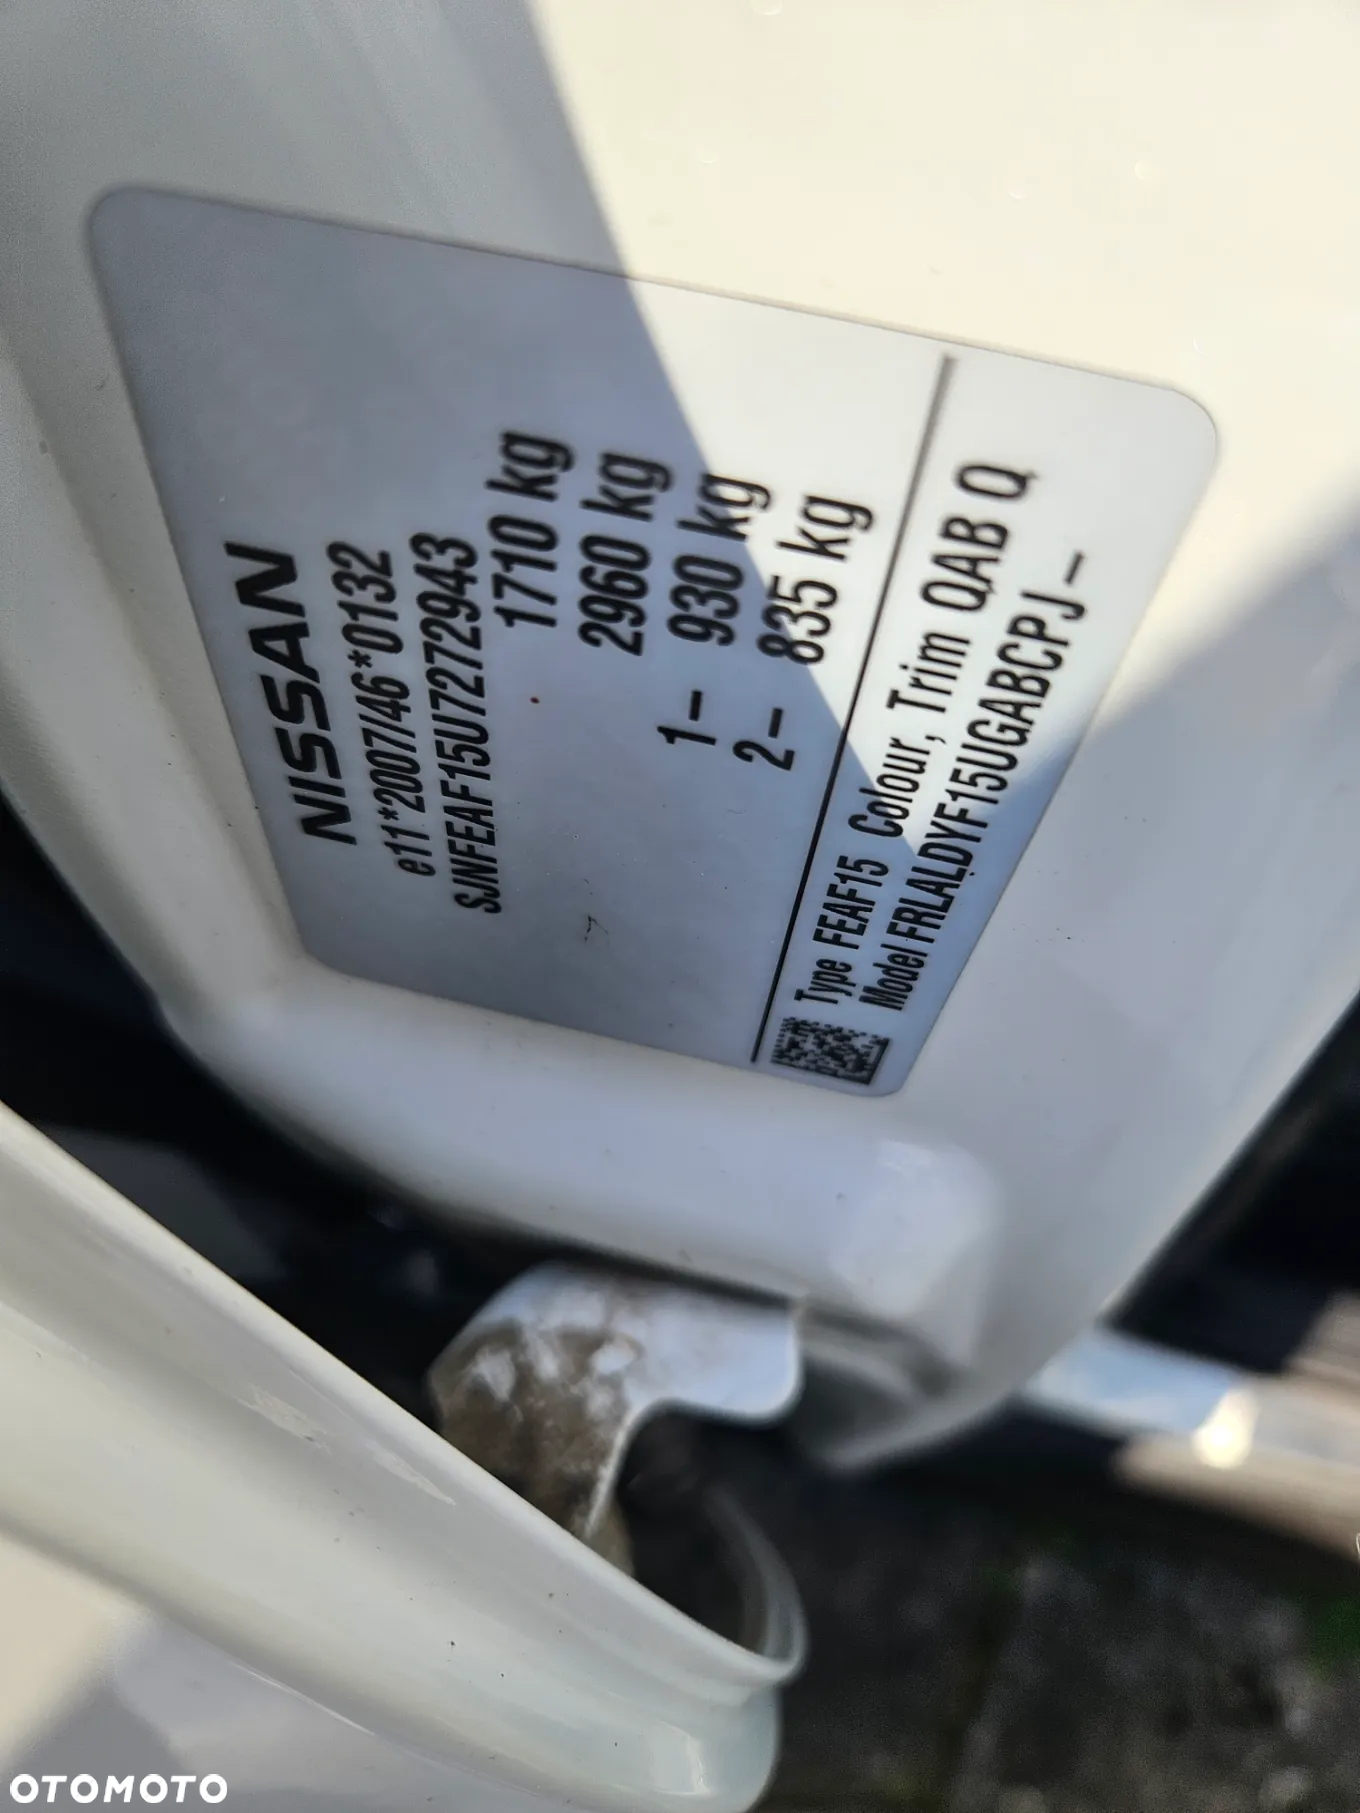 NISSAN
e11*2007/46*0132
SJNFEAF15U7272943
1710 kg
2960 kg
1- 930 kg
2- 835 kg
Type FEAF15 Colour, Trim QAB Q
Model FRLALDYF15UGABCPJ-
OTOMOTO